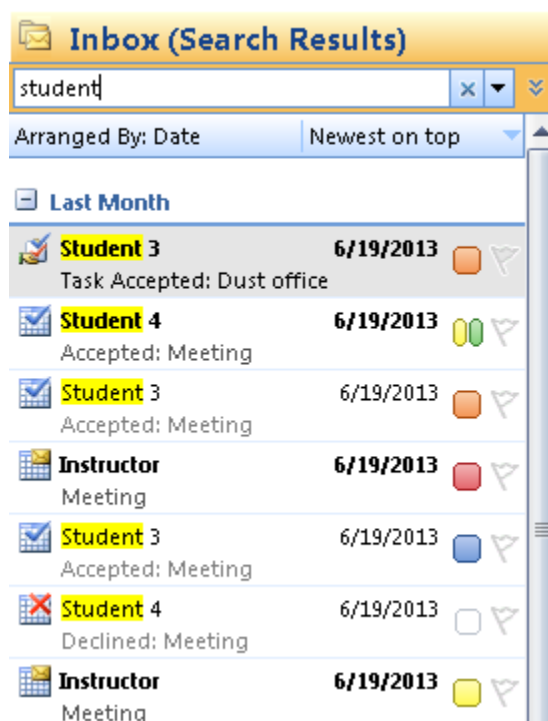 Inbox (Search Results)
student
Arranged By: Date Newest on top
Last Month
Student 3 6/19/2013
Task Accepted: Dust office
Student 4 6/19/2013
Accepted: Meeting
Student 3 6/19/2013
Accepted: Meeting
Instructor 6/19/2013
Meeting
Student 3 6/19/2013
Accepted: Meeting
Student 4 6/19/2013
Declined: Meeting
Instructor 6/19/2013
Meeting